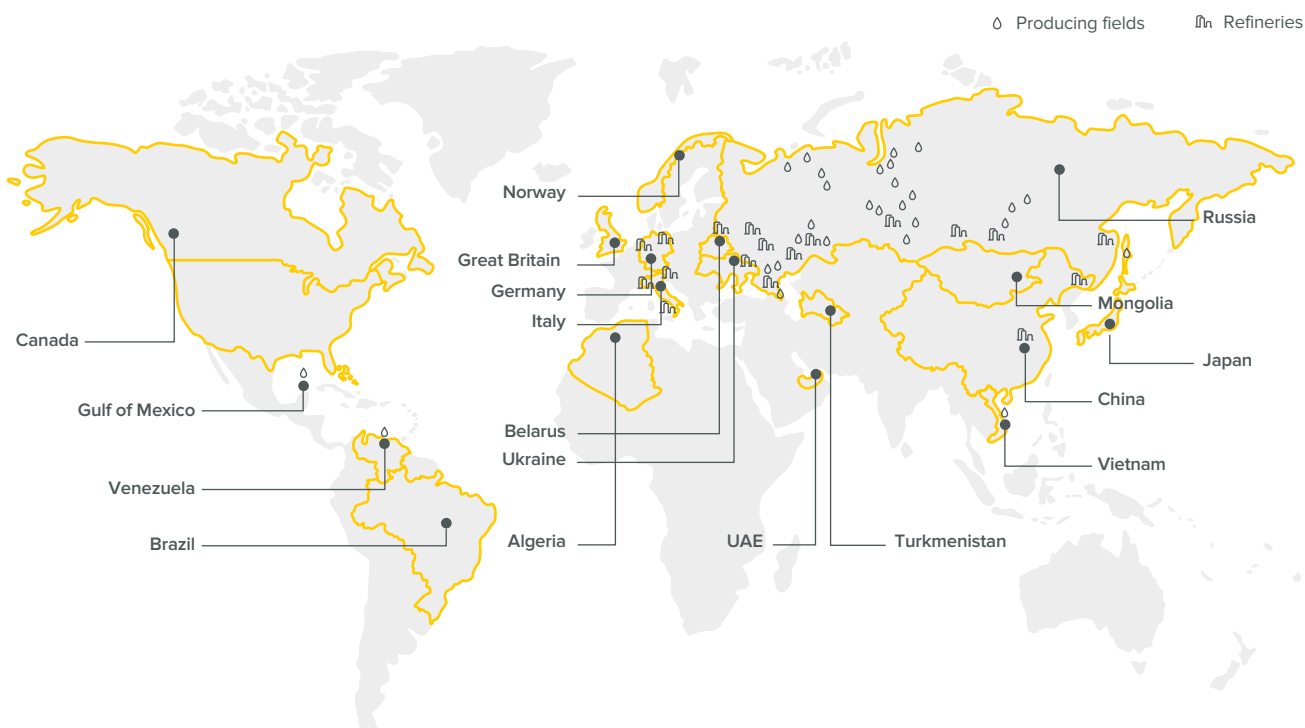 Producing fields
Refineries
Norway
Russia
Great Britain
Germany
Mongolia
Italy
Canada
Japan
China
Gulf of Mexico
Belarus
Ukraine
Vietnam
Venezuela
Brazil
Algeria
UAE
Turkmenistan